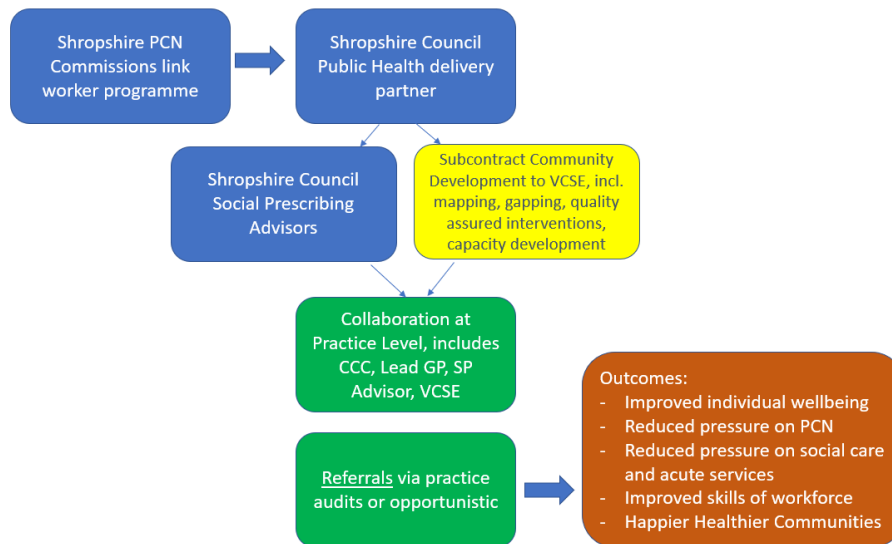 Shropshire PCN
Commissions link
worker programme
Shropshire Council
Public Health delivery
partner
Shropshire Council
Social Prescribing
Advisors
Subcontract Community
Development to VCSE, incl.
mapping, gapping, quality
assured interventions,
capacity development
Collaboration at
Practice Level, includes
CCC, Lead GP, SP
Advisor, VCSE
Referrals via practice
audits or opportunistic
Outcomes:
- Improved individual wellbeing
- Reduced pressure on PCN
- Reduced pressure on social care
and acute services
- Improved skills of workforce
- Happier Healthier Communities